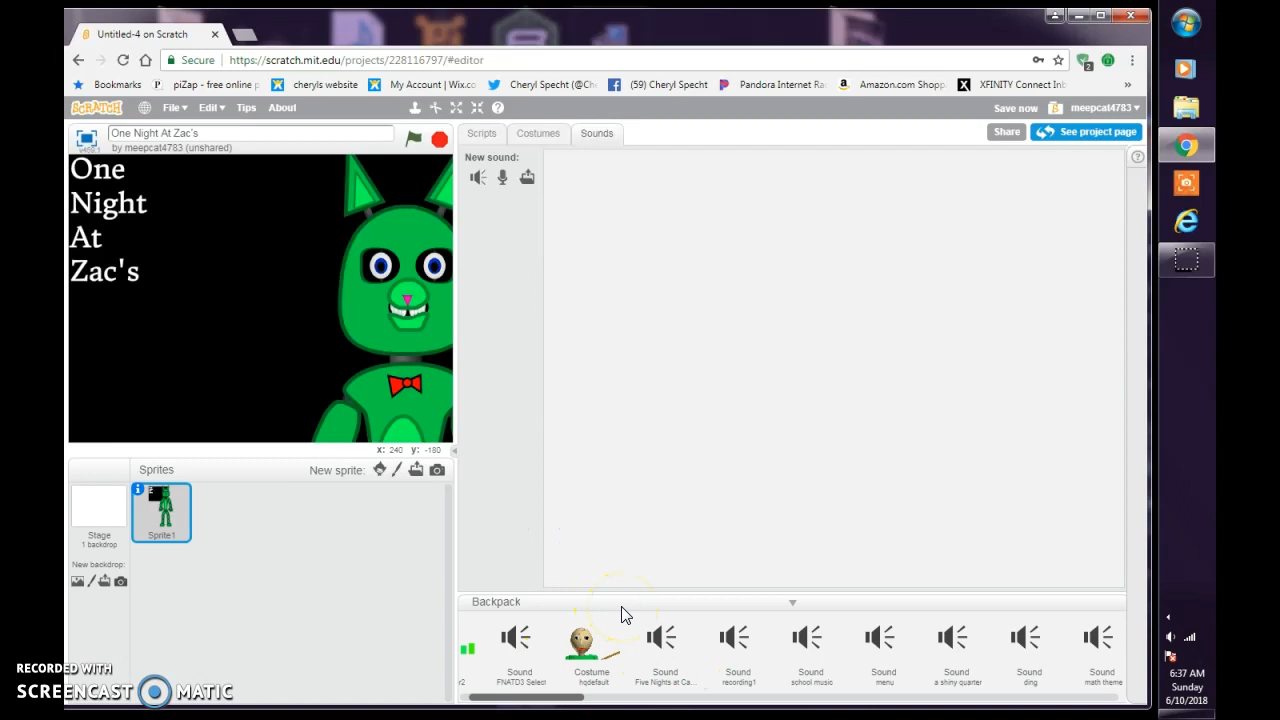 Untitled-4 on Scratch
Secure https://scratch.mit.edu/projects/228116797/#editor
Bookmarks piZap - free online p cheryls website My Account | Wix.co Cheryl Specht (@Che (59) Cheryl Specht Pandora Internet Ra Amazon.com Shopp XFINITY Connect Inb »
SCRATCH File Edit Tips About Save now meepcat4783
One Night At Zac's
by meepcat4783 (unshared)
Scripts Costumes Sounds Share See project page
New sound:
One
Night
At
Zac's
x: 240 y: -180
Sprites New sprite:
Stage
1 backdrop
New backdrop:
Sprite1
Backpack
Sound Costume Sound Sound Sound Sound Sound Sound Sound
r2 FNATD3 Select hqdefault Five Nights at Ca... recording1 school music menu a shiny quarter ding math theme
RECORDED WITH
SCREENCAST MATIC
6:37 AM
Sunday
6/10/2018